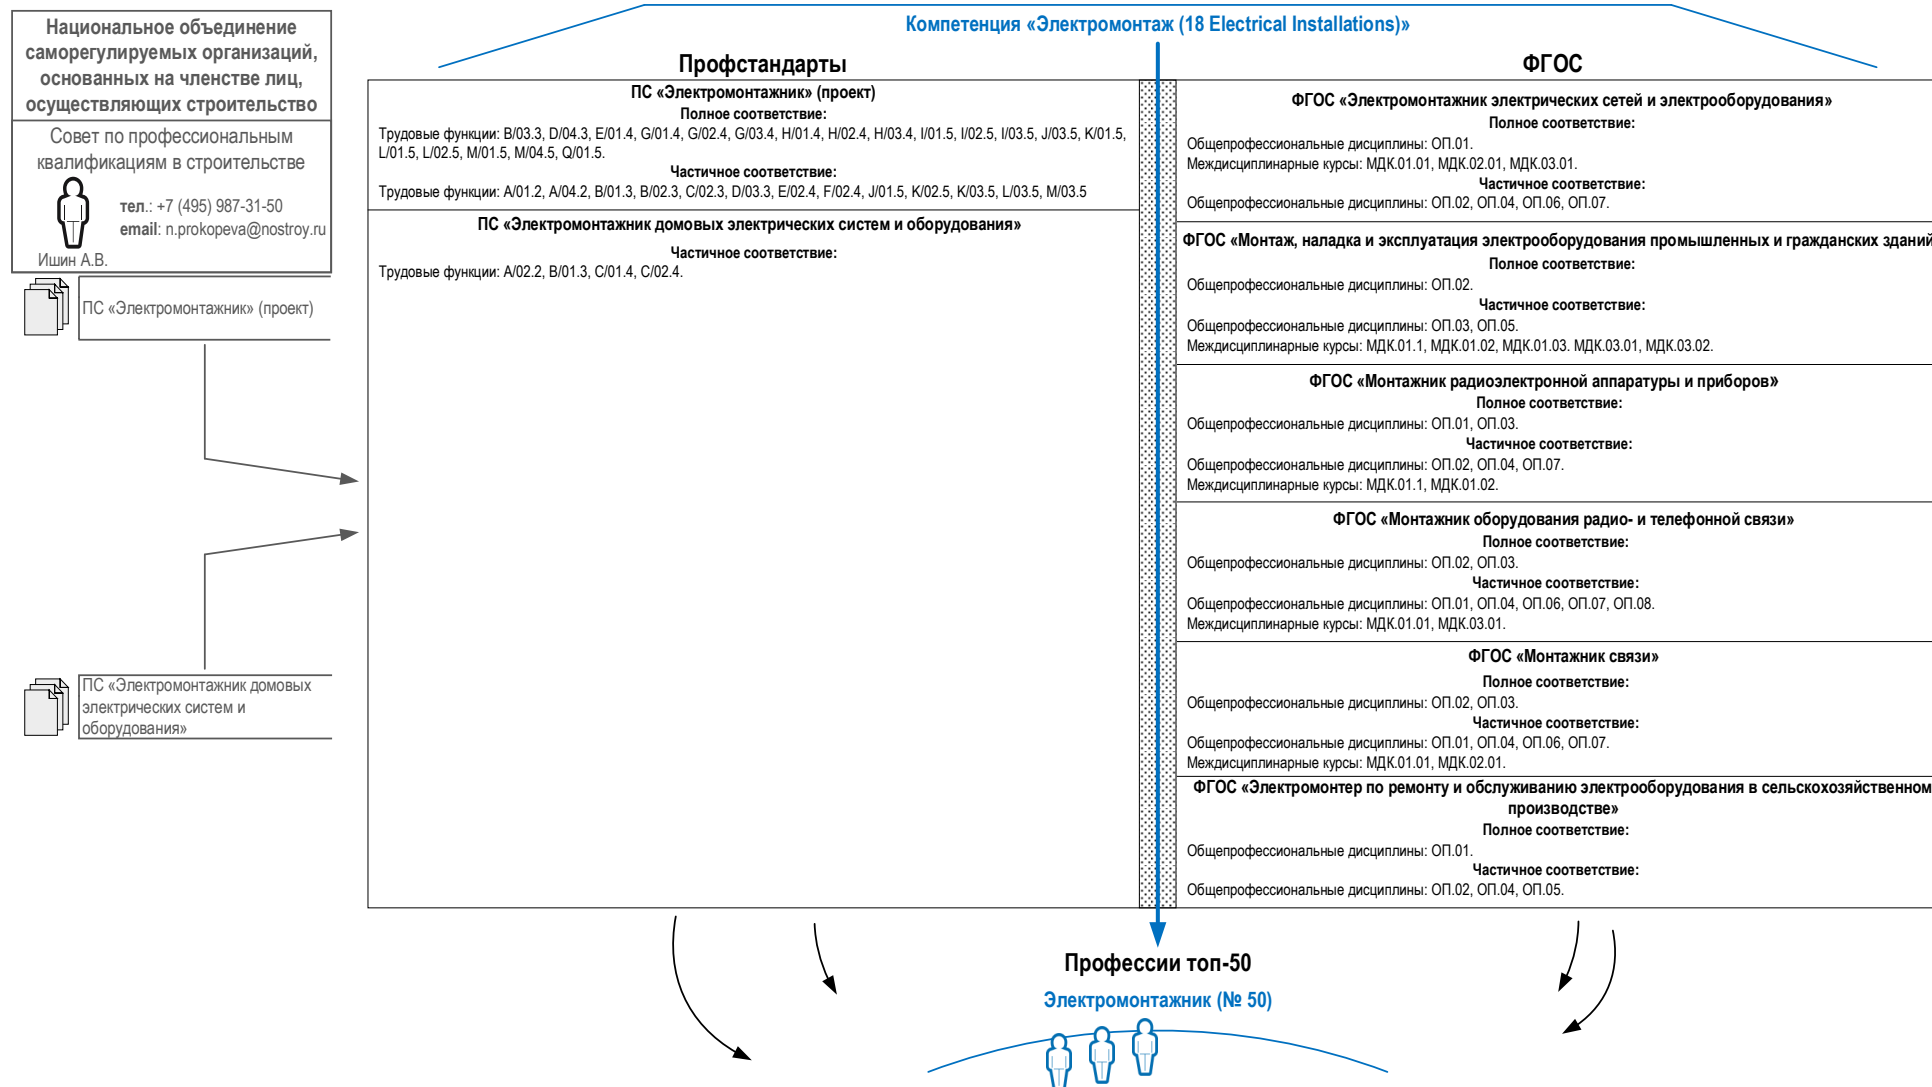 Национальное объединение
саморегулируемых организаций,
основанных на членстве лиц,
осуществляющих строительство
Совет по профессиональным
квалификациям в строительстве
тел.: +7 (495) 987-31-50
email: n.prokopeva@nostroy.ru
Ишин А.В.
ПС «Электромонтажник» (проект)
ПС «Электромонтажник домовых
электрических систем и
оборудования»
Компетенция «Электромонтаж (18 Electrical Installations)»
Профстандарты
ПС «Электромонтажник» (проект)
Полное соответствие:
Трудовые функции: B/03.3, D/04.3, E/01.4, G/01.4, G/02.4, G/03.4, H/01.4, H/02.4, H/03.4, I/01.5, I/02.5, I/03.5, J/03.5, K/01.5,
L/01.5, L/02.5, M/01.5, M/04.5, Q/01.5.
Частичное соответствие:
Трудовые функции: A/01.2, A/04.2, B/01.3, B/02.3, C/02.3, D/03.3, E/02.4, F/02.4, J/01.5, K/02.5, K/03.5, L/03.5, M/03.5
ПС «Электромонтажник домовых электрических систем и оборудования»
Частичное соответствие:
Трудовые функции: A/02.2, B/01.3, C/01.4, C/02.4.
ФГОС
ФГОС «Электромонтажник электрических сетей и электрооборудования»
Полное соответствие:
Общепрофессиональные дисциплины: ОП.01.
Междисциплинарные курсы: МДК.01.01, МДК.02.01, МДК.03.01.
Частичное соответствие:
Общепрофессиональные дисциплины: ОП.02, ОП.04, ОП.06, ОП.07.
ФГОС «Монтаж, наладка и эксплуатация электрооборудования промышленных и гражданских зданий
Полное соответствие:
Общепрофессиональные дисциплины: ОП.02.
Частичное соответствие:
Общепрофессиональные дисциплины: ОП.03, ОП.05.
Междисциплинарные курсы: МДК.01.1, МДК.01.02, МДК.01.03. МДК.03.01, МДК.03.02.
ФГОС «Монтажник радиоэлектронной аппаратуры и приборов»
Полное соответствие:
Общепрофессиональные дисциплины: ОП.01, ОП.03.
Частичное соответствие:
Общепрофессиональные дисциплины: ОП.02, ОП.04, ОП.07.
Междисциплинарные курсы: МДК.01.1, МДК.01.02.
ФГОС «Монтажник оборудования радио- и телефонной связи»
Полное соответствие:
Общепрофессиональные дисциплины: ОП.02, ОП.03.
Частичное соответствие:
Общепрофессиональные дисциплины: ОП.01, ОП.04, ОП.06, ОП.07, ОП.08.
Междисциплинарные курсы: МДК.01.01, МДК.03.01.
ФГОС «Монтажник связи»
Полное соответствие:
Общепрофессиональные дисциплины: ОП.02, ОП.03.
Частичное соответствие:
Общепрофессиональные дисциплины: ОП.01, ОП.04, ОП.06, ОП.07.
Междисциплинарные курсы: МДК.01.01, МДК.02.01.
ФГОС «Электромонтер по ремонту и обслуживанию электрооборудования в сельскохозяйственном
производстве»
Полное соответствие:
Общепрофессиональные дисциплины: ОП.01.
Частичное соответствие:
Общепрофессиональные дисциплины: ОП.02, ОП.04, ОП.05.
Профессии топ-50
Электромонтажник (№ 50)